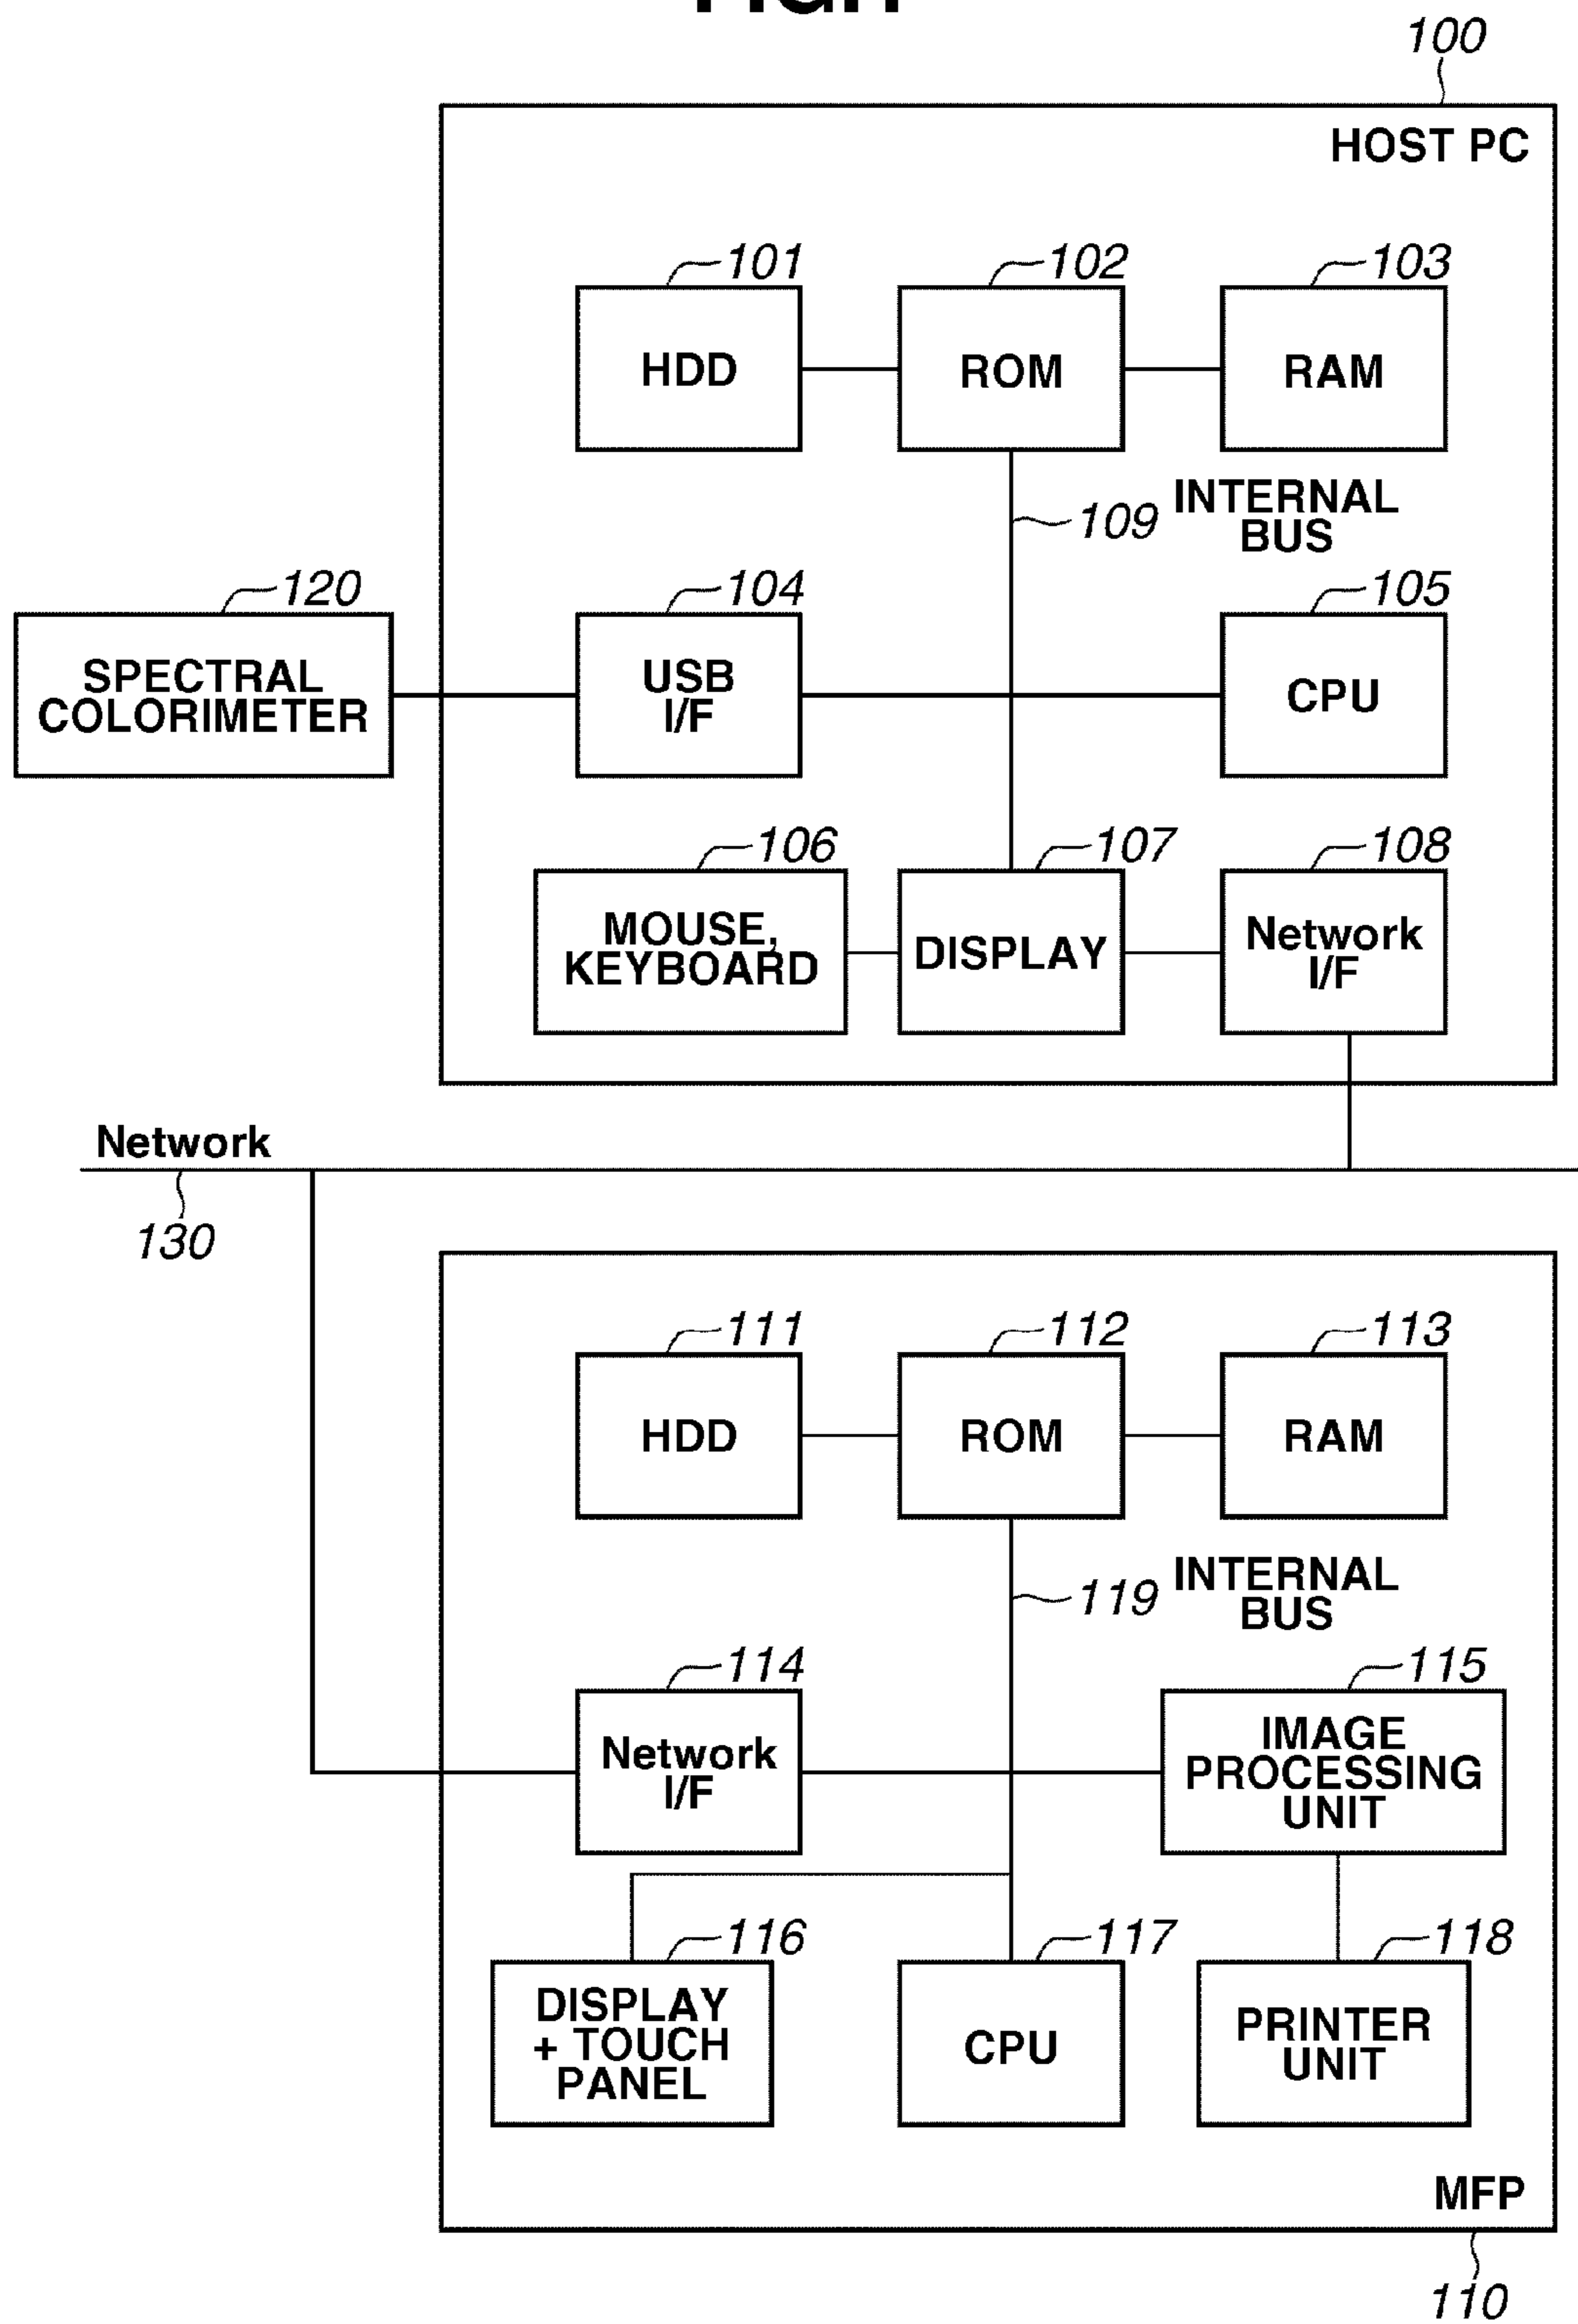 100
HOST PC
101
102
103
HDD
ROM
RAM
109
INTERNAL
BUS
120
104
105
SPECTRAL
COLORIMETER
USB
I/F
CPU
106
107
108
MOUSE,
KEYBOARD
DISPLAY
Network
I/F
Network
130
111
112
113
HDD
ROM
RAM
119
INTERNAL
BUS
114
115
Network
I/F
IMAGE
PROCESSING
UNIT
116
117
118
DISPLAY
+ TOUCH
PANEL
CPU
PRINTER
UNIT
MFP
110